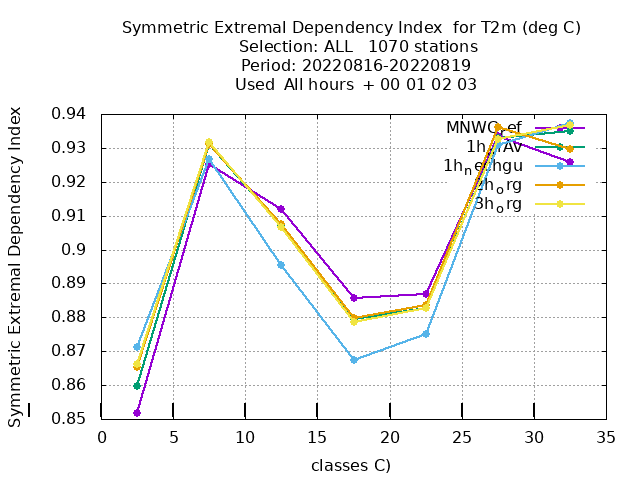 Symmetric Extremal Dependency Index  for T2m (deg C)
Selection: ALL   1070 stations
Period: 20220816-20220819
Used  All hours  + 00 01 02 03
Symmetric Extremal Dependency Index
0.94
0.93
0.92
0.91
0.9
0.89
0.88
0.87
0.86
0.85
0 5 10 15 20 25 30 35
classes C)
3h_org